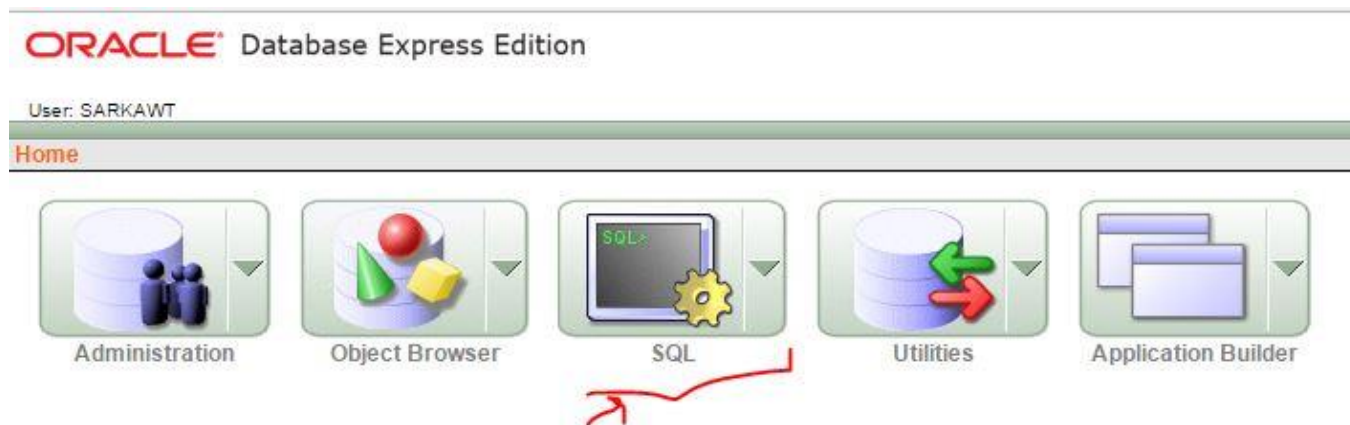 ORACLE® Database Express Edition
User: SARKAWT
Home
SQL>
Administration Object Browser SQL Utilities Application Builder